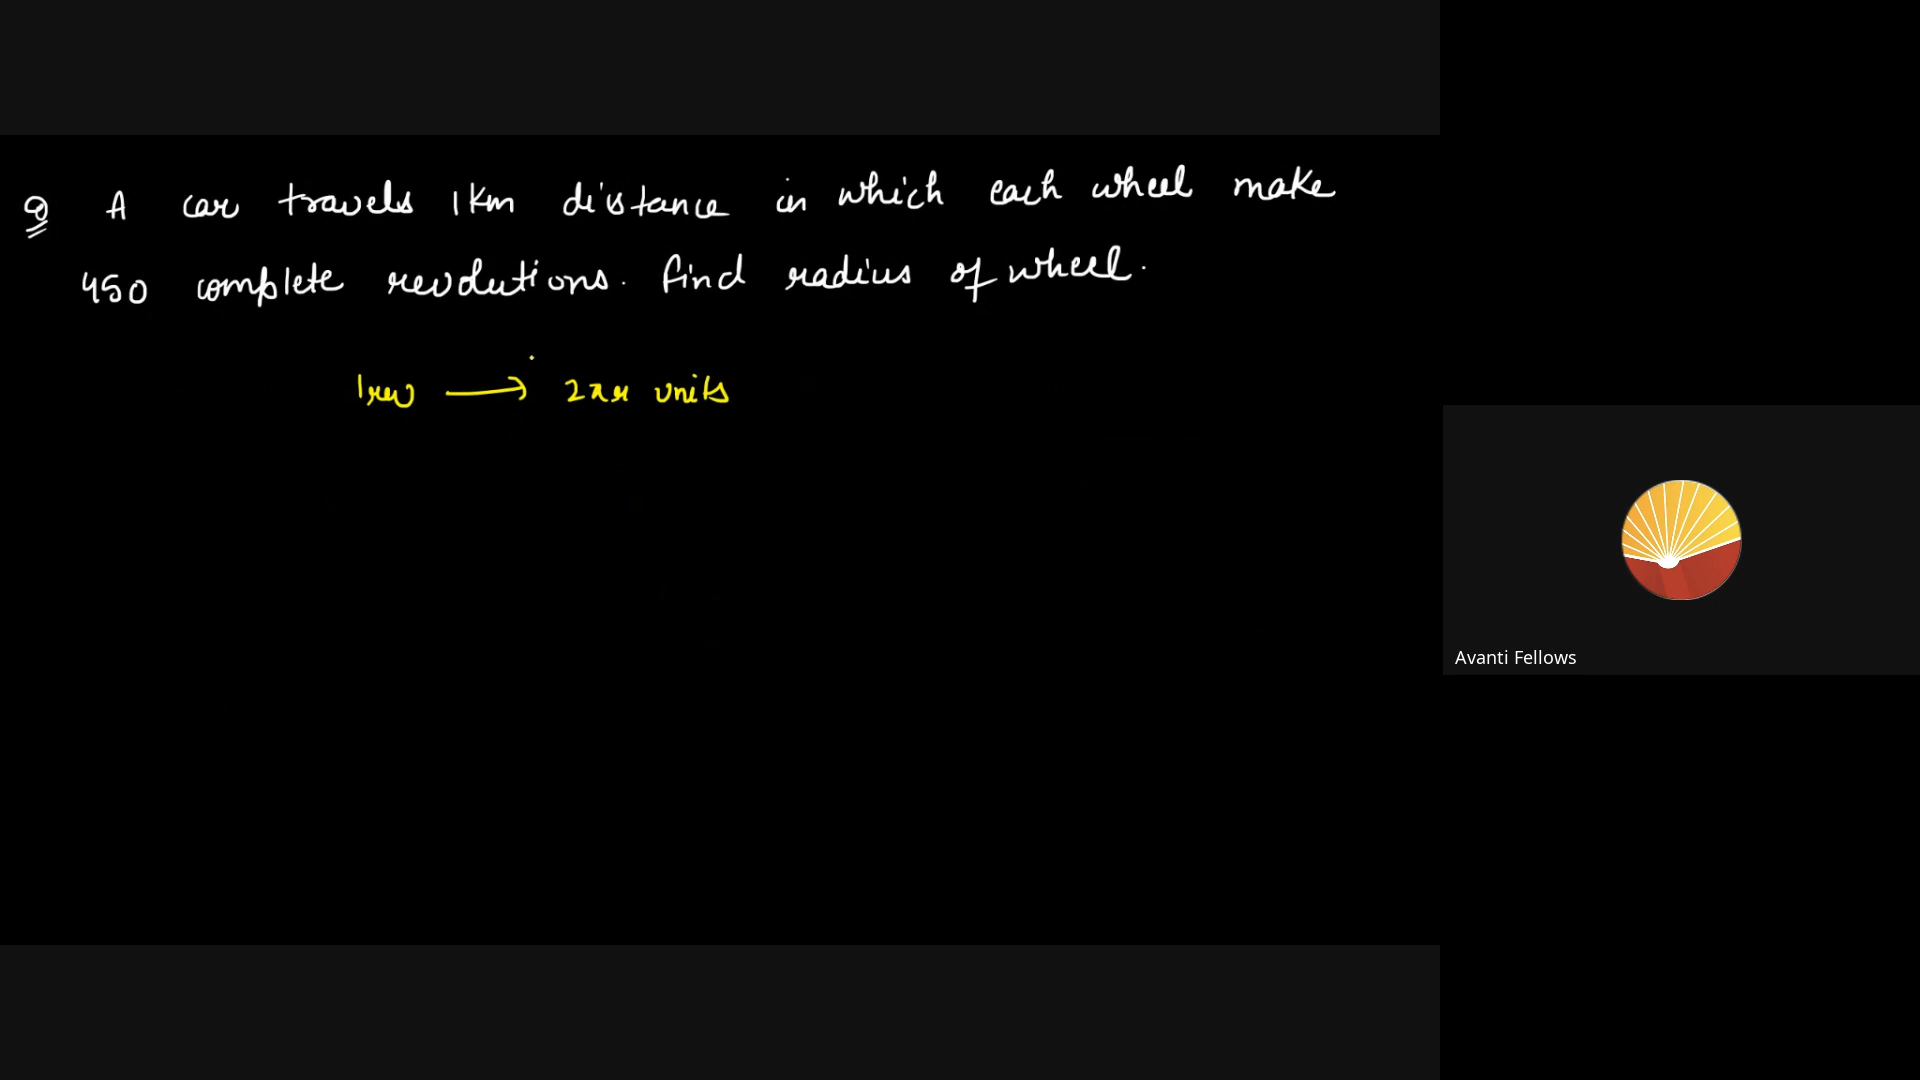 Q A car travels 1km distance in which each wheel make
450 complete revolutions. find radius of wheel.
1rev → 2πr units
Avanti Fellows